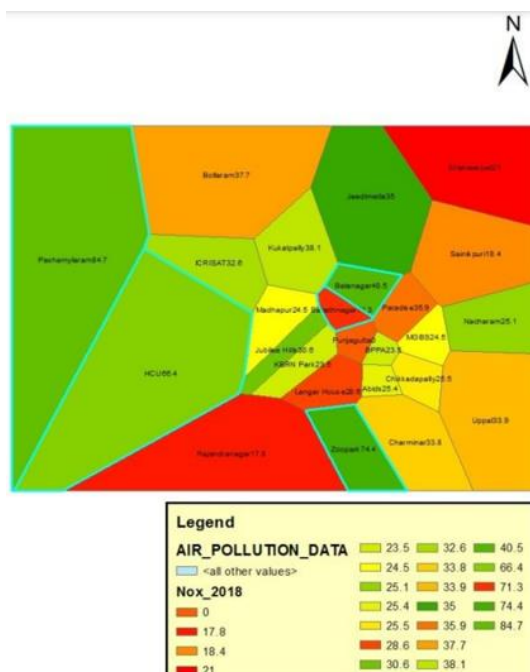 N
Bollaram37.7
Jeedimetla35
Pashamylaram84.7
Kukatpally38.1
ICRISAT32.6
Sainikpuri18.4
Balanagar40.5
Paradise35.9
Nacharam25.1
Madhapur24.5
Punjagutta0
MGBS24.5
Jubilee Hills30.6
BPPA23.5
KBRN Park23.5
HCU66.4
Chikadapally25.5
Langar House28.6
Abids25.4
Uppal33.9
Rajendranagar17.8
Zoopark74.4
Charminar33.8
Legend
AIR_POLLUTION_DATA
<all other values>
Nox_2018
0
17.8
18.4
21
23.5
24.5
25.1
25.4
25.5
28.6
30.6
32.6
33.8
33.9
35
35.9
37.7
38.1
40.5
66.4
71.3
74.4
84.7